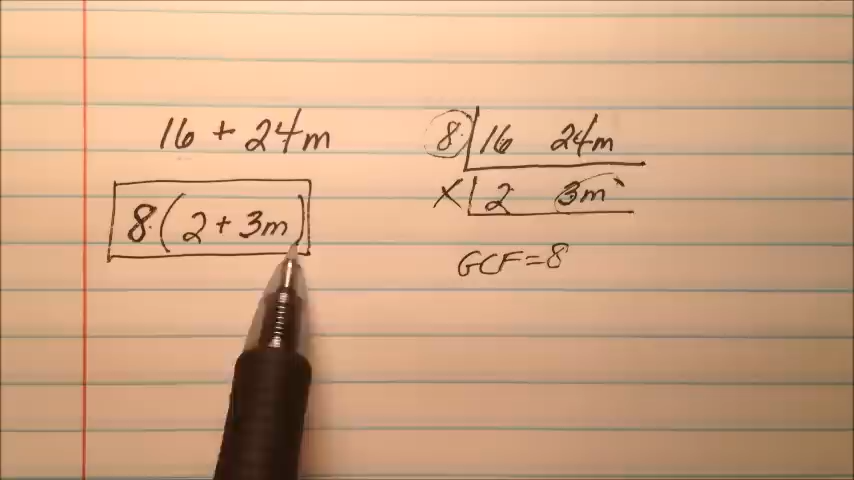 16 + 24m
8(2 + 3m)
8 16 24m
X 2 3m
GCF = 8